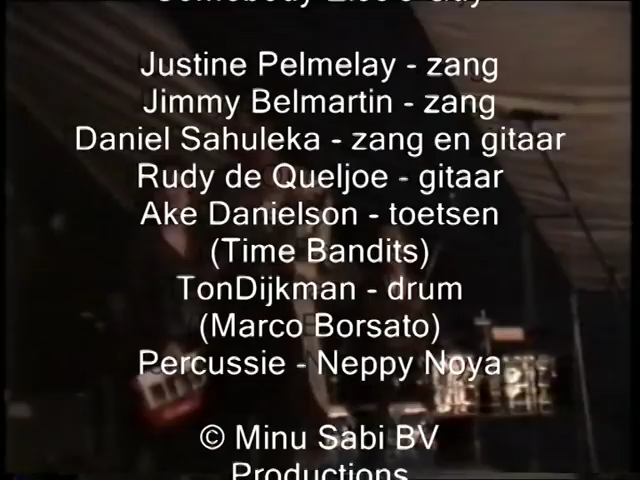 Justine Pelmelay - zang
Jimmy Belmartin - zang
Daniel Sahuleka - zang en gitaar
Rudy de Queljoe - gitaar
Ake Danielson - toetsen
(Time Bandits)
TonDijkman - drum
(Marco Borsato)
Percussie - Neppy Noya
© Minu Sabi BV
Productions